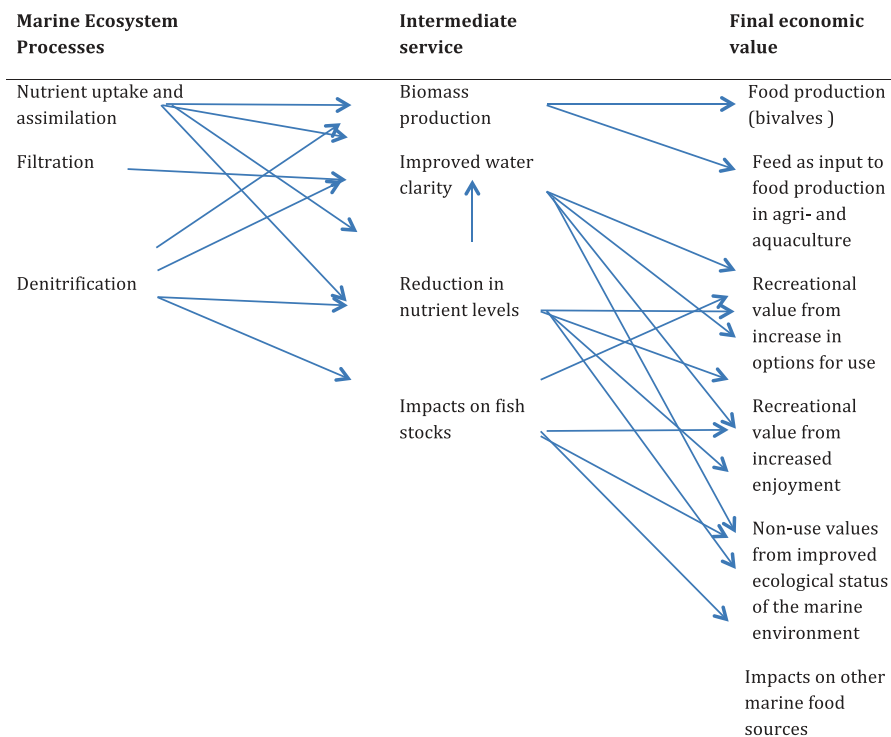 Marine Ecosystem
Processes
Intermediate
service
Final economic
value
Nutrient uptake and
assimilation
Filtration
Denitrification
Biomass
production
Improved water
clarity
Reduction in
nutrient levels
Impacts on fish
stocks
Food production
(bivalves )
Feed as input to
food production
in agri- and
aquaculture
Recreational
value from
increase in
options for use
Recreational
value from
increased
enjoyment
Non-use values
from improved
ecological status
of the marine
environment
Impacts on other
marine food
sources